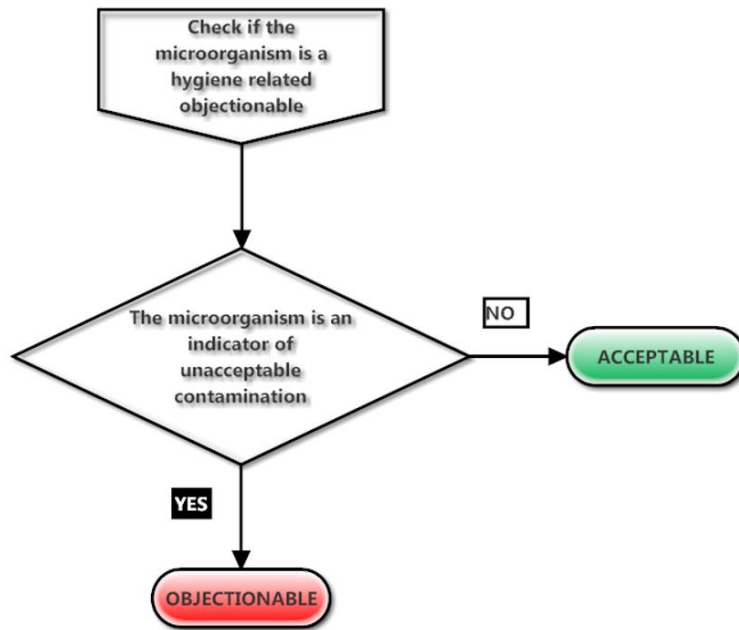 Check if the
microorganism is a
hygiene related
objectionable
The microorganism is an
indicator of
unacceptable
contamination
NO
ACCEPTABLE
YES
OBJECTIONABLE